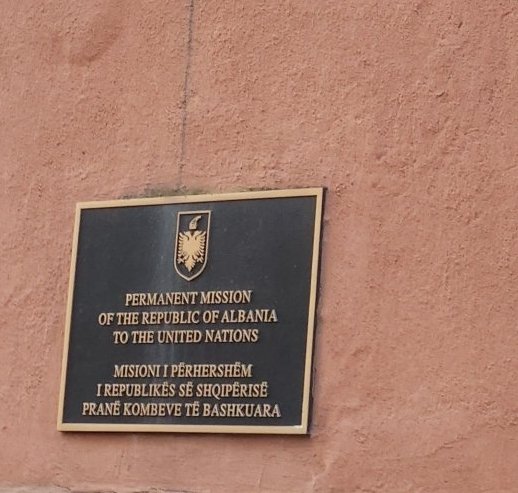 PERMANENT MISSION
OF THE REPUBLIC OF ALBANIA
TO THE UNITED NATIONS
MISIONI I PËRHERSHËM
I REPUBLIKËS SË SHQIPËRISË
PRANË KOMBEVE TË BASHKUARA